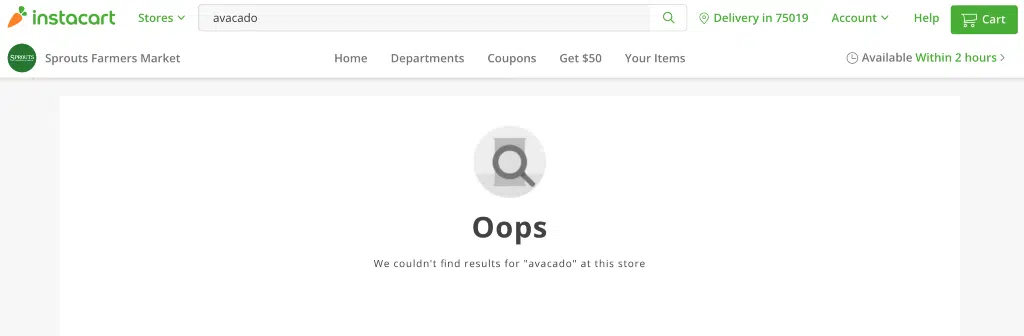 instacart Stores avacado Delivery in 75019 Account Help Cart
SPROUTS Sprouts Farmers Market Home Departments Coupons Get $50 Your Items Available Within 2 hours
Oops
We couldn't find results for "avacado" at this store